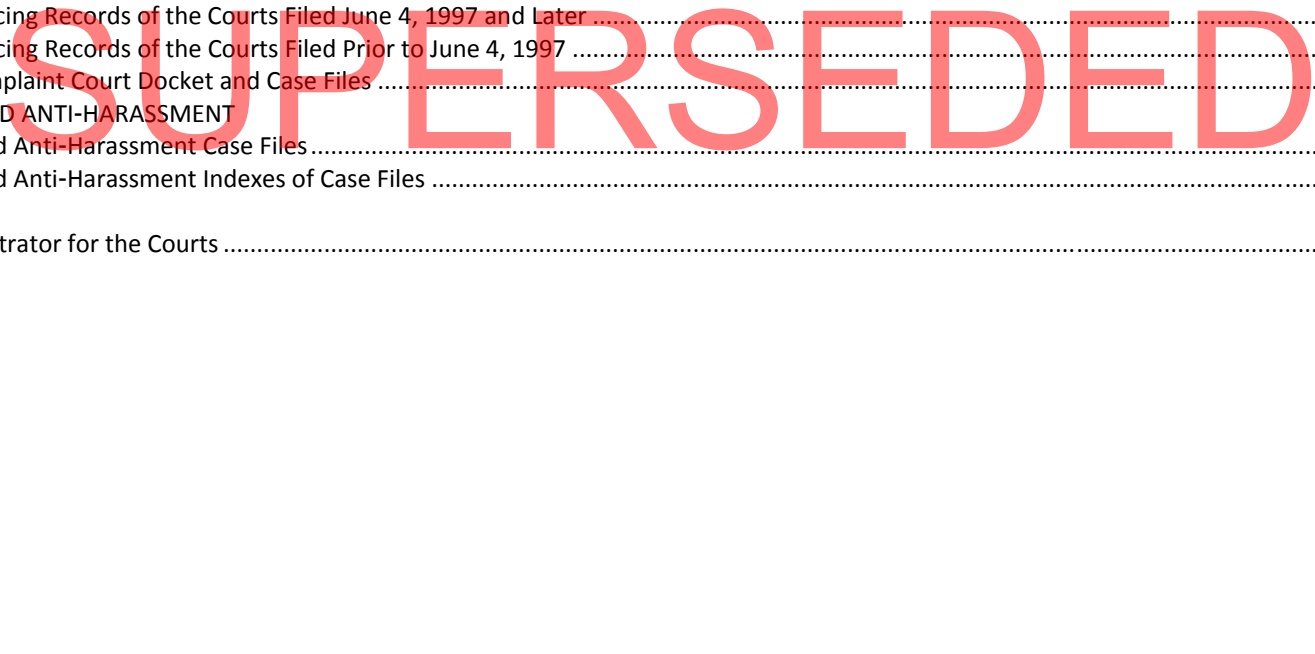 cing Records of the Courts Filed June 4, 1997 and Later ................................................................................................................
cing Records of the Courts Filed Prior to June 4, 1997 ................................................................................................................
nplaint Court Docket and Case Files ................................................................................................................
D ANTI-HARASSMENT
d Anti-Harassment Case Files ................................................................................................................
d Anti-Harassment Indexes of Case Files ................................................................................................................
trator for the Courts ................................................................................................................
SUPERSEDED